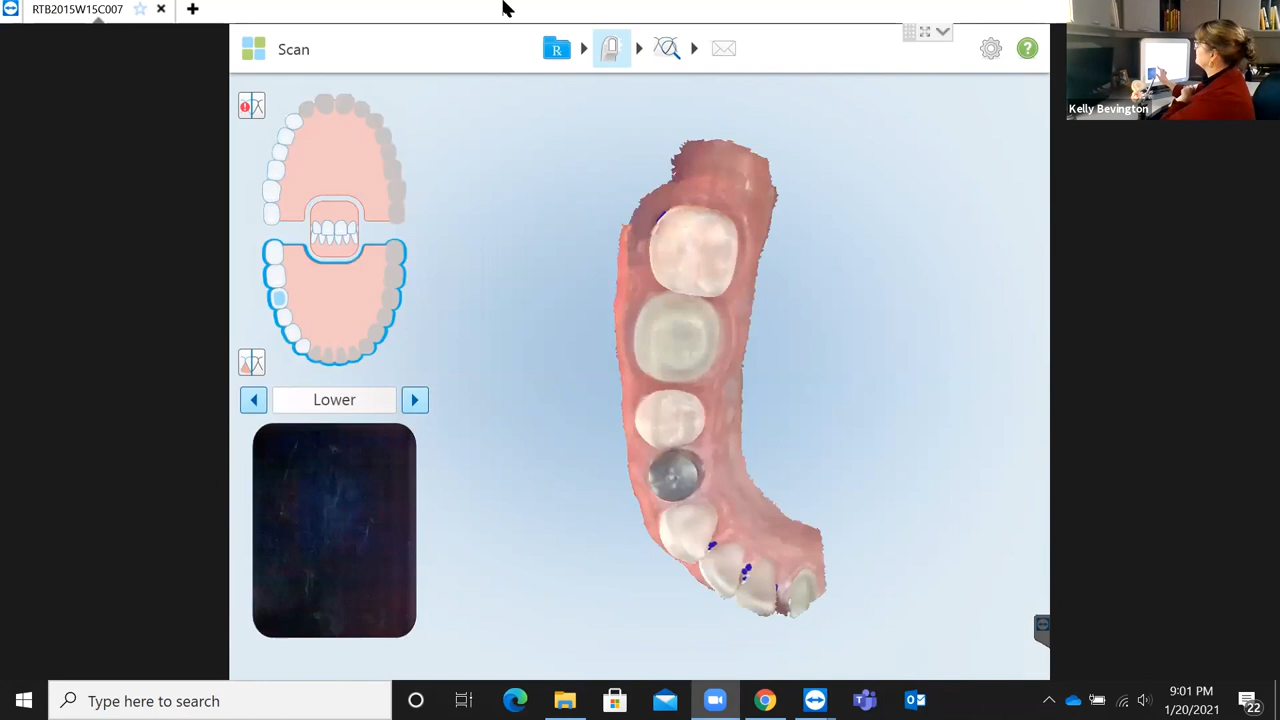 RTB2015W15C007
Scan
R
?
Kelly Bevington
Lower
Type here to search
9:01 PM
1/20/2021
22